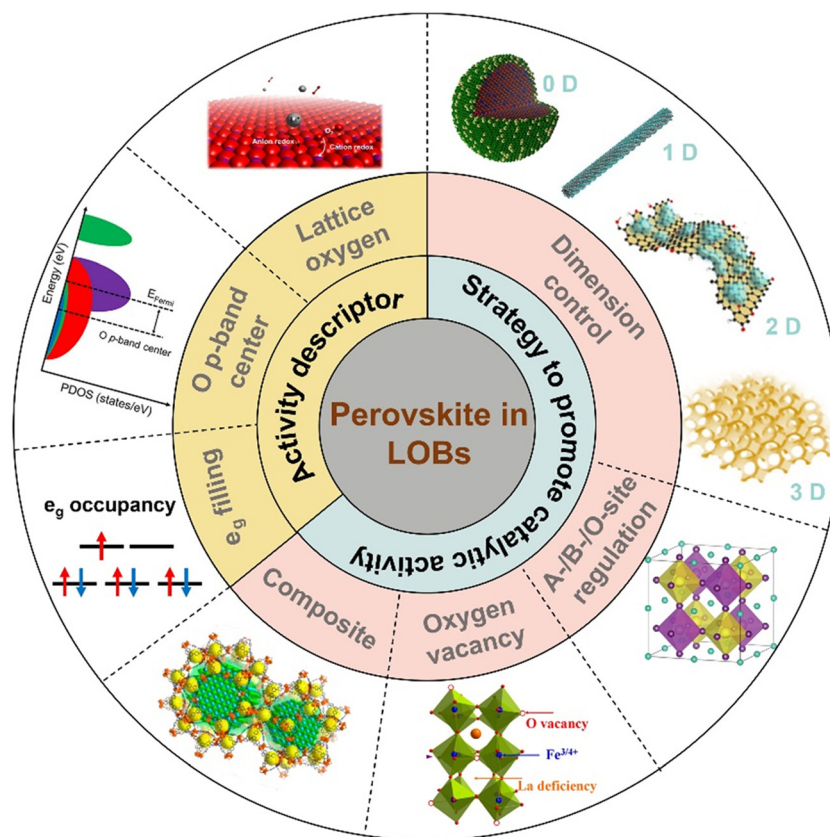 Perovskite in
LOBs
Activity descriptor
Strategy to promote catalytic activity
Lattice
oxygen
O p-band
center
eg filling
Dimension
control
A-/B-/O-site
regulation
Oxygen
vacancy
Composite
Anion redox
O2
Cation redox
0 D
1 D
2 D
3 D
Energy (eV)
EFermi
O p-band center
PDOS (states/eV)
eg occupancy
O vacancy
Fe3/4+
La deficiency